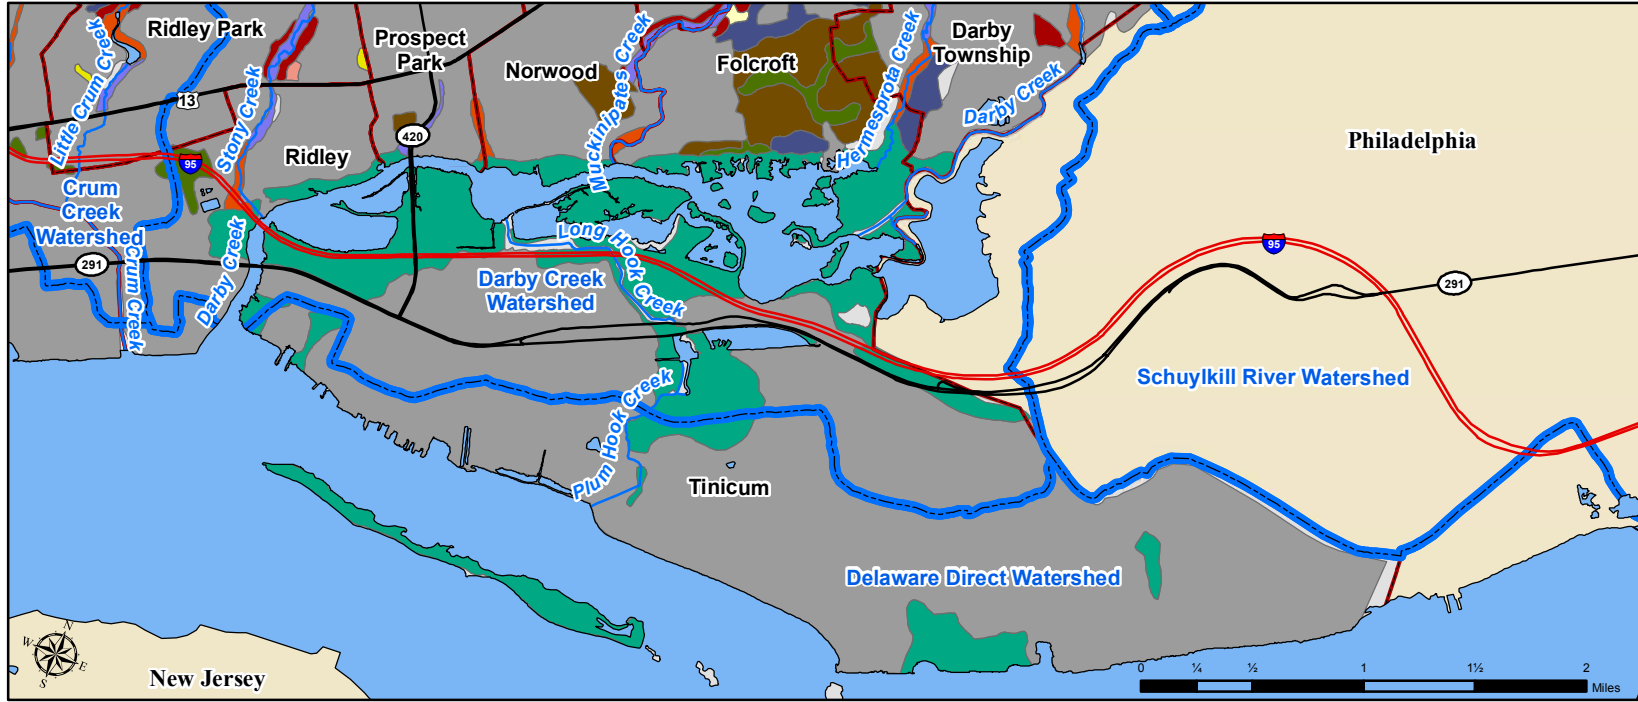 Ridley Park
Prospect
Park
Norwood
Folcroft
Darby
Township
Little Crum Creek
Stony Creek
Muckinipates Creek
Hermesprota Creek
Darby Creek
13
420
Philadelphia
95
Ridley
Crum
Creek
Watershed
Crum Creek
Darby Creek
Long Hook Creek
95
291
Darby Creek
Watershed
291
Schuylkill River Watershed
Plum Hook Creek
Tinicum
Delaware Direct Watershed
N
W
E
S
New Jersey
0 ¼ ½ 1 1½ 2
Miles